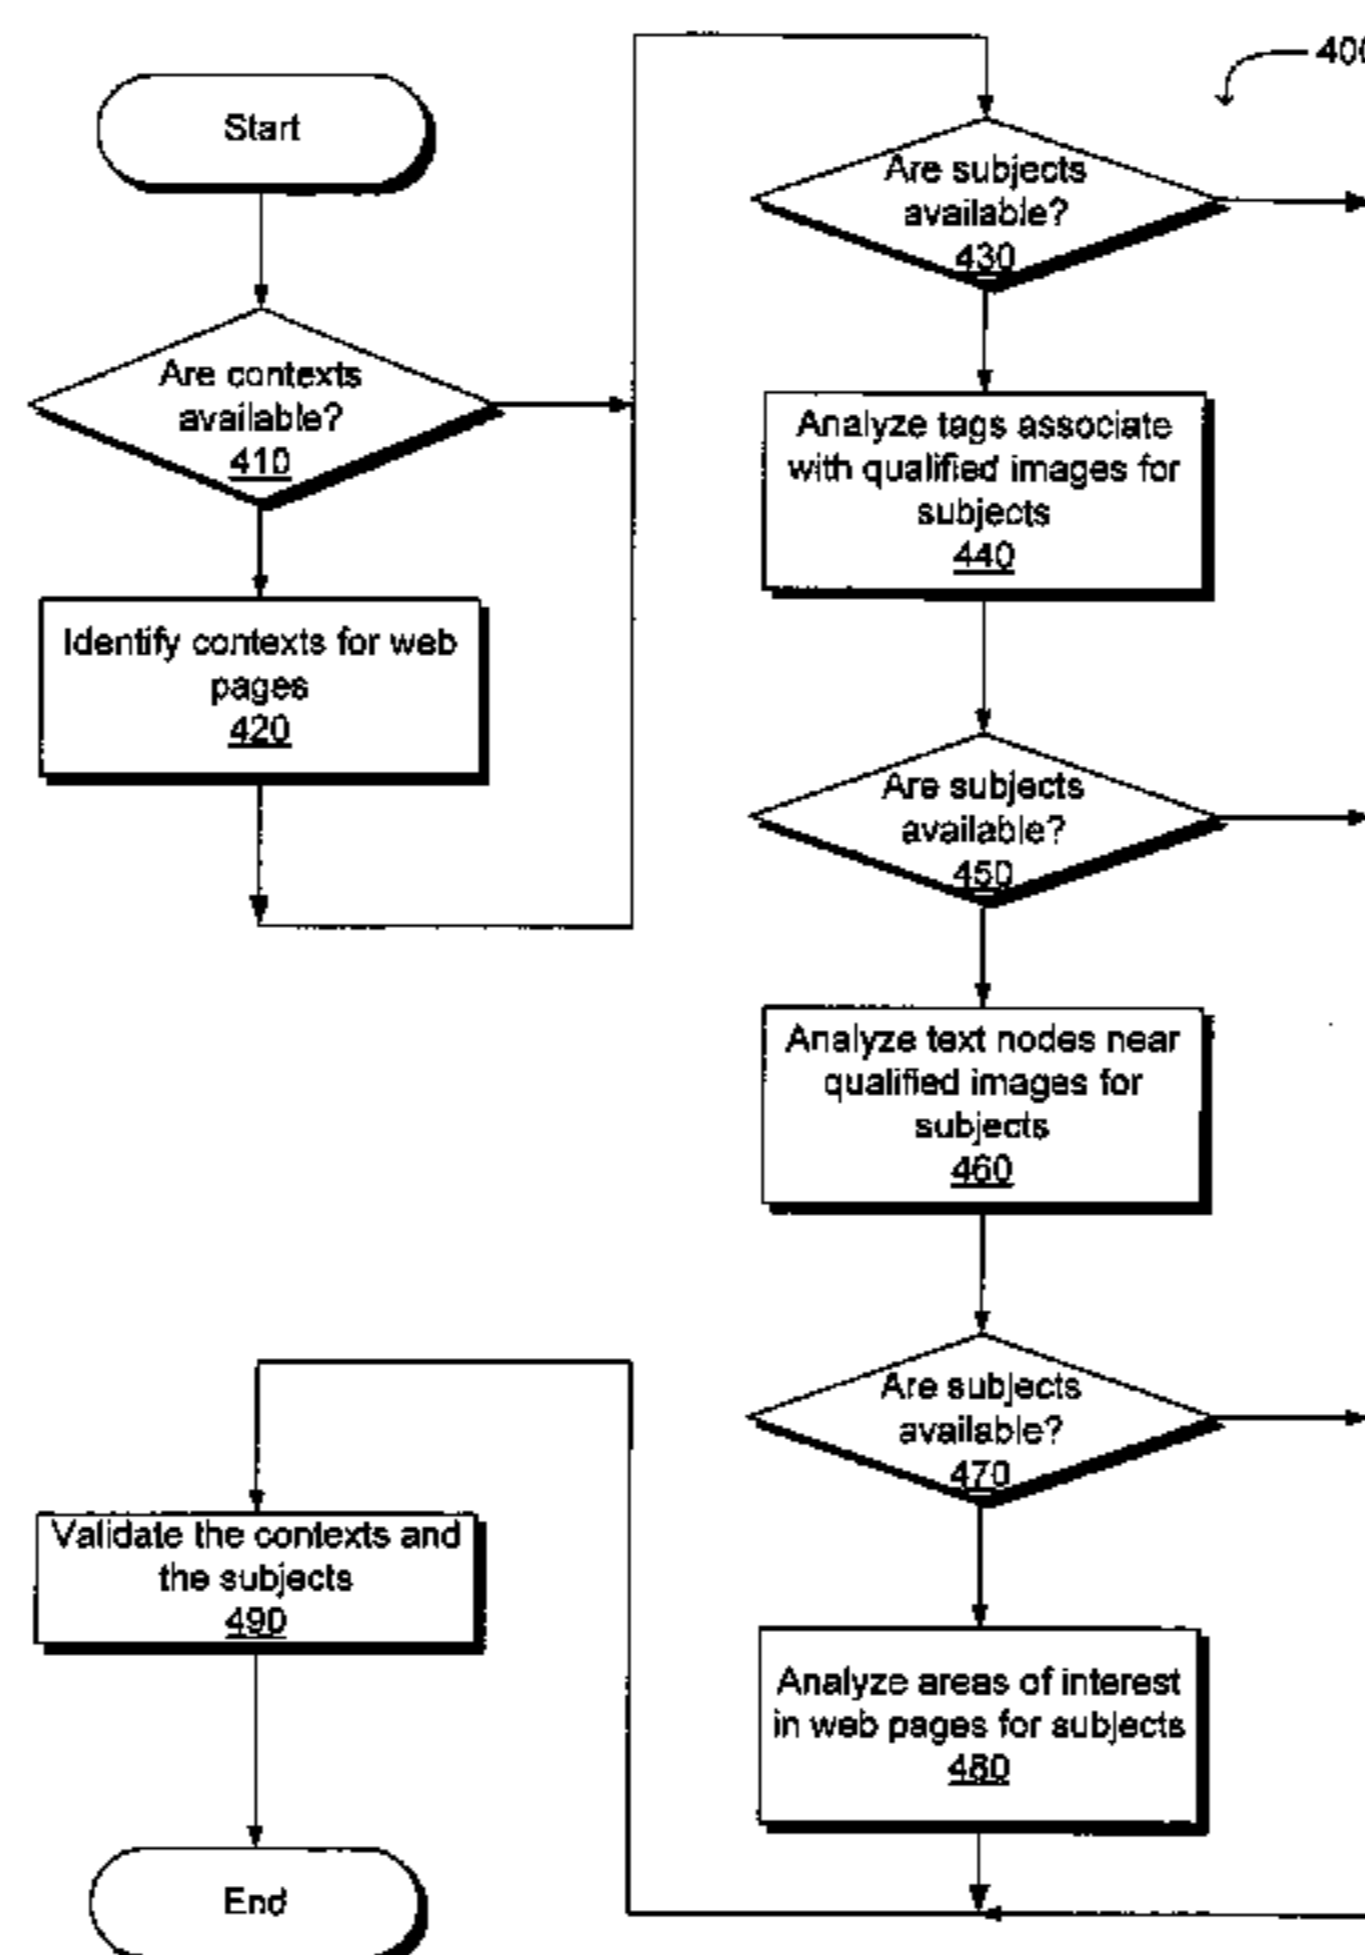 Start
Are contexts
available?
410
Identify contexts for web
pages
420
400
Are subjects
available?
430
Analyze tags associate
with qualified images for
subjects
440
Are subjects
available?
450
Analyze text nodes near
qualified images for
subjects
460
Are subjects
available?
470
Analyze areas of interest
in web pages for subjects
480
Validate the contexts and
the subjects
490
End